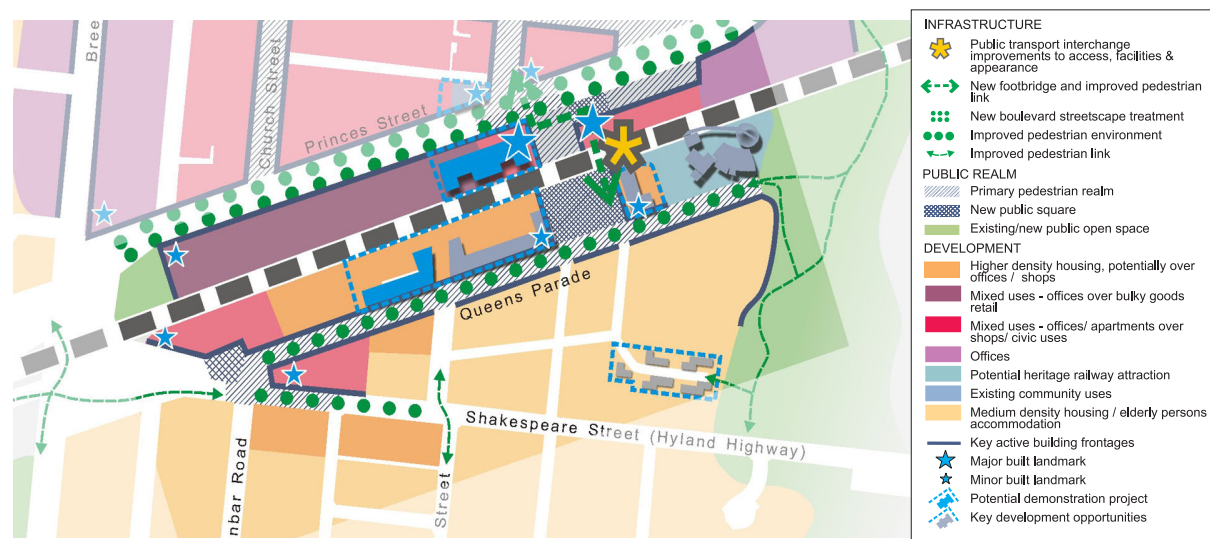 Bree
Church Street
Princes Street
Queens Parade
Shakespeare Street (Hyland Highway)
nbar Road
Street
INFRASTRUCTURE
Public transport interchange
improvements to access, facilities &
appearance
New footbridge and improved pedestrian
link
New boulevard streetscape treatment
Improved pedestrian environment
Improved pedestrian link
PUBLIC REALM
Primary pedestrian realm
New public square
Existing/new public open space
DEVELOPMENT
Higher density housing, potentially over
offices / shops
Mixed uses - offices over bulky goods
retail
Mixed uses - offices/ apartments over
shops/ civic uses
Offices
Potential heritage railway attraction
Existing community uses
Medium density housing / elderly persons
accommodation
Key active building frontages
Major built landmark
Minor built landmark
Potential demonstration project
Key development opportunities